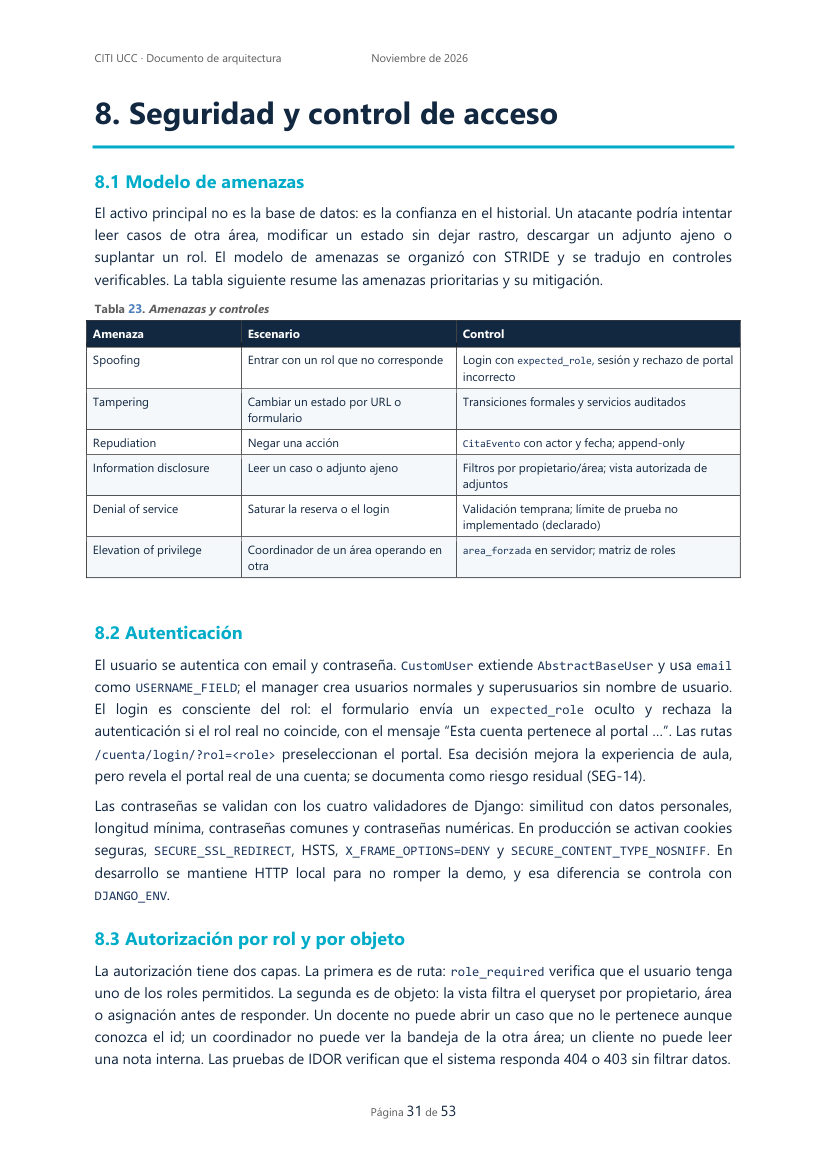 CITI UCC · Documento de arquitectura Noviembre de 2026
8. Seguridad y control de acceso
8.1 Modelo de amenazas
El activo principal no es la base de datos: es la confianza en el historial. Un atacante podría intentar
leer casos de otra área, modificar un estado sin dejar rastro, descargar un adjunto ajeno o
suplantar un rol. El modelo de amenazas se organizó con STRIDE y se tradujo en controles
verificables. La tabla siguiente resume las amenazas prioritarias y su mitigación.
Tabla 23. Amenazas y controles
Amenaza Escenario Control
Spoofing Entrar con un rol que no corresponde Login con expected_role, sesión y rechazo de portal
incorrecto
Tampering Cambiar un estado por URL o Transiciones formales y servicios auditados
formulario
Repudiation Negar una acción CitaEvento con actor y fecha; append-only
Information disclosure Leer un caso o adjunto ajeno Filtros por propietario/área; vista autorizada de
adjuntos
Denial of service Saturar la reserva o el login Validación temprana; límite de prueba no
implementado (declarado)
Elevation of privilege Coordinador de un área operando en area_forzada en servidor; matriz de roles
otra
8.2 Autenticación
El usuario se autentica con email y contraseña. CustomUser extiende AbstractBaseUser y usa email
como USERNAME_FIELD; el manager crea usuarios normales y superusuarios sin nombre de usuario.
El login es consciente del rol: el formulario envía un expected_role oculto y rechaza la
autenticación si el rol real no coincide, con el mensaje “Esta cuenta pertenece al portal …”. Las rutas
/cuenta/login/?rol=<role> preseleccionan el portal. Esa decisión mejora la experiencia de aula,
pero revela el portal real de una cuenta; se documenta como riesgo residual (SEG-14).
Las contraseñas se validan con los cuatro validadores de Django: similitud con datos personales,
longitud mínima, contraseñas comunes y contraseñas numéricas. En producción se activan cookies
seguras, SECURE_SSL_REDIRECT, HSTS, X_FRAME_OPTIONS=DENY y SECURE_CONTENT_TYPE_NOSNIFF. En
desarrollo se mantiene HTTP local para no romper la demo, y esa diferencia se controla con
DJANGO_ENV.
8.3 Autorización por rol y por objeto
La autorización tiene dos capas. La primera es de ruta: role_required verifica que el usuario tenga
uno de los roles permitidos. La segunda es de objeto: la vista filtra el queryset por propietario, área
o asignación antes de responder. Un docente no puede abrir un caso que no le pertenece aunque
conozca el id; un coordinador no puede ver la bandeja de la otra área; un cliente no puede leer
una nota interna. Las pruebas de IDOR verifican que el sistema responda 404 o 403 sin filtrar datos.
Página 31 de 53